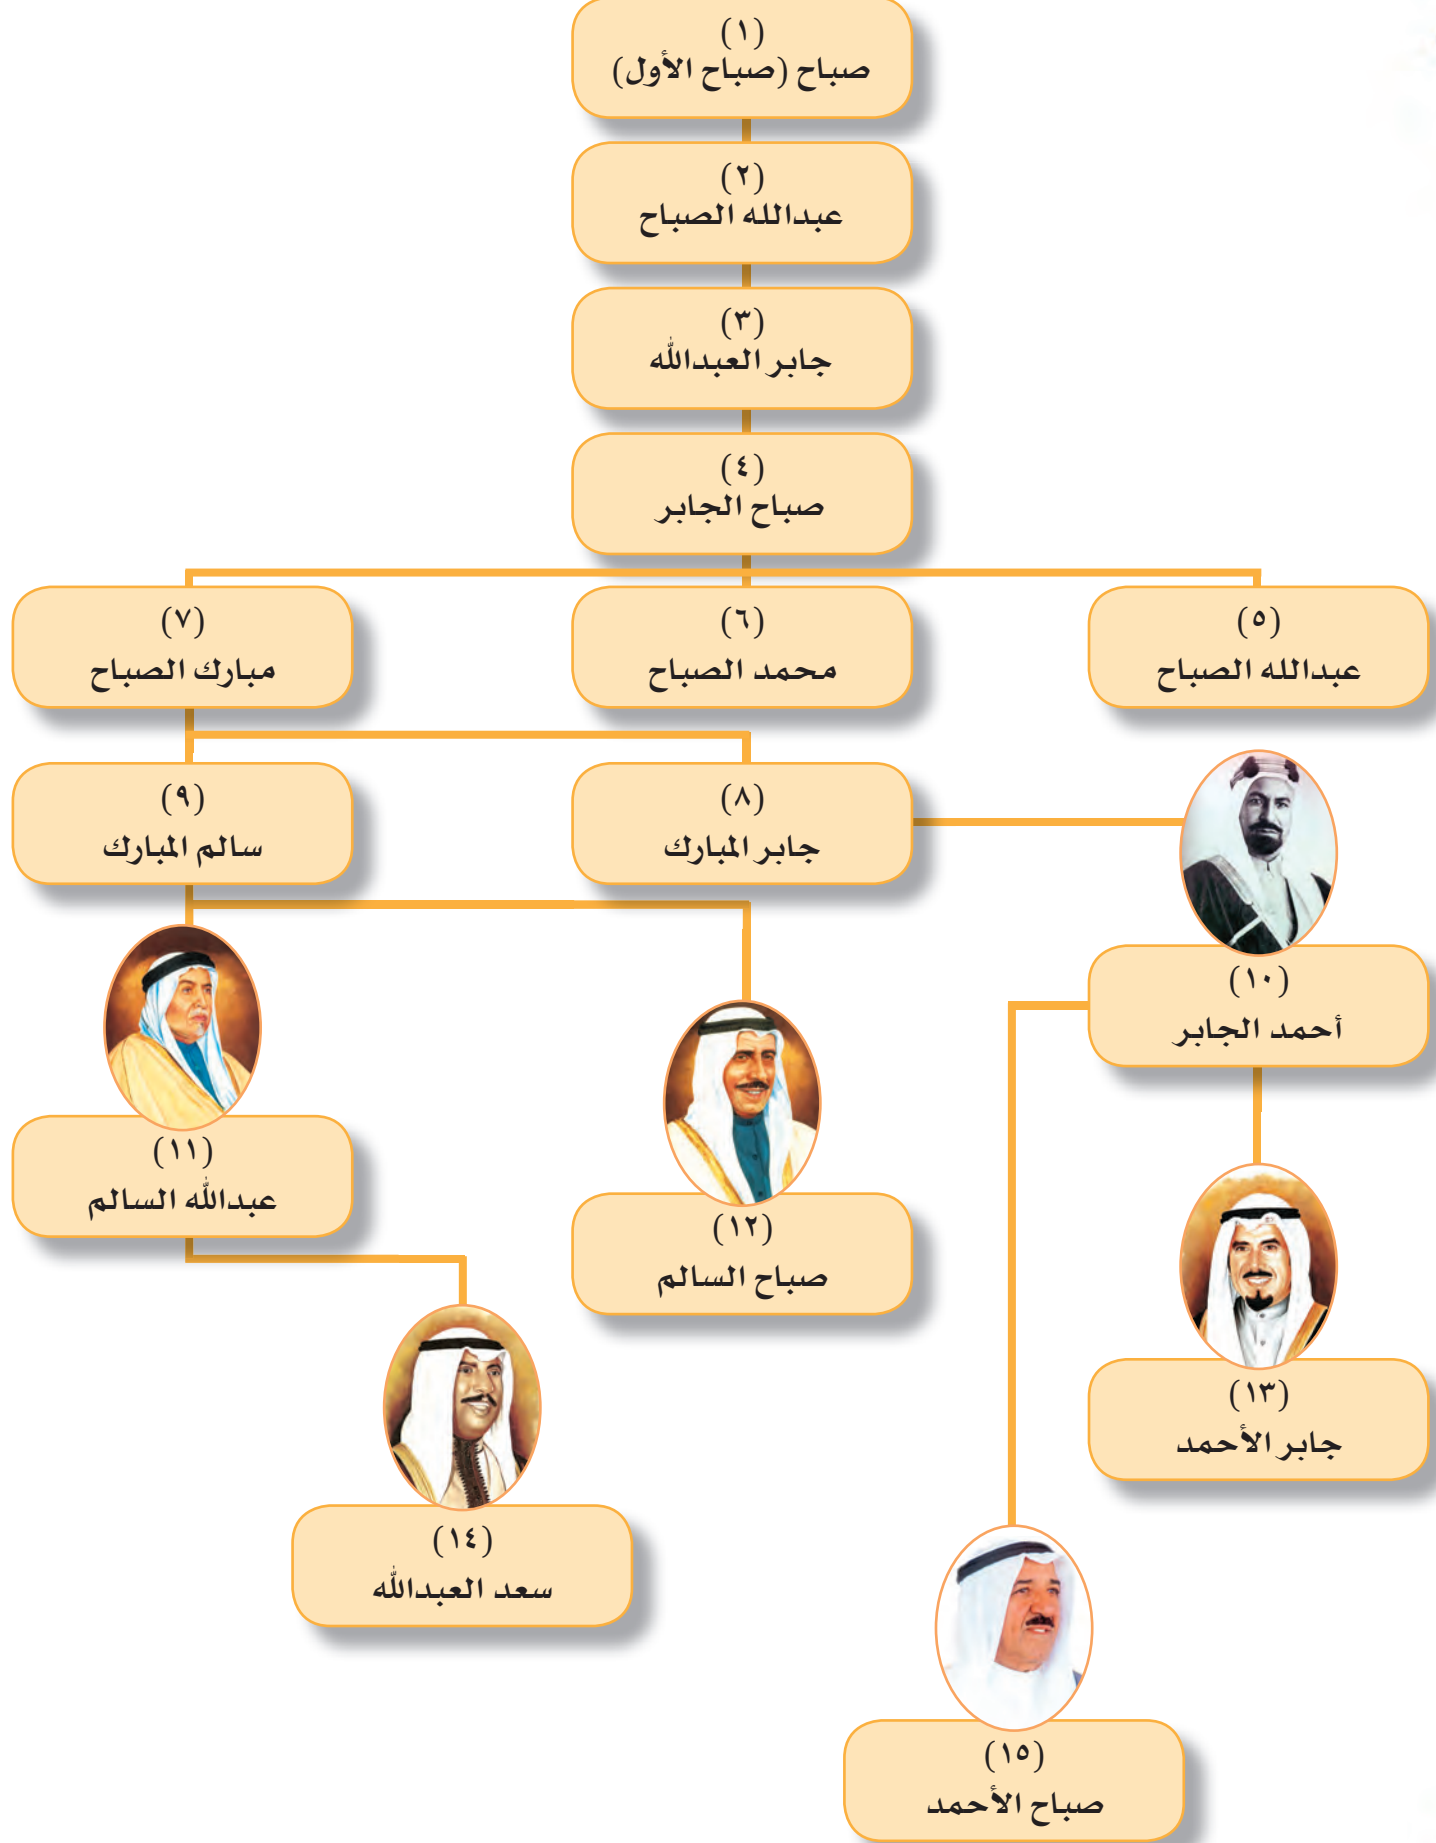 (١)
صباح (صباح الأول)
(٢)
عبدالله الصباح
(٣)
جابر العبدالله
(٤)
صباح الجابر
(٥)
عبدالله الصباح
(٦)
محمد الصباح
(٧)
مبارك الصباح
(٨)
جابر المبارك
(٩)
سالم المبارك
(١٠)
أحمد الجابر
(١١)
عبدالله السالم
(١٢)
صباح السالم
(١٣)
جابر الأحمد
(١٤)
سعد العبدالله
(١٥)
صباح الأحمد